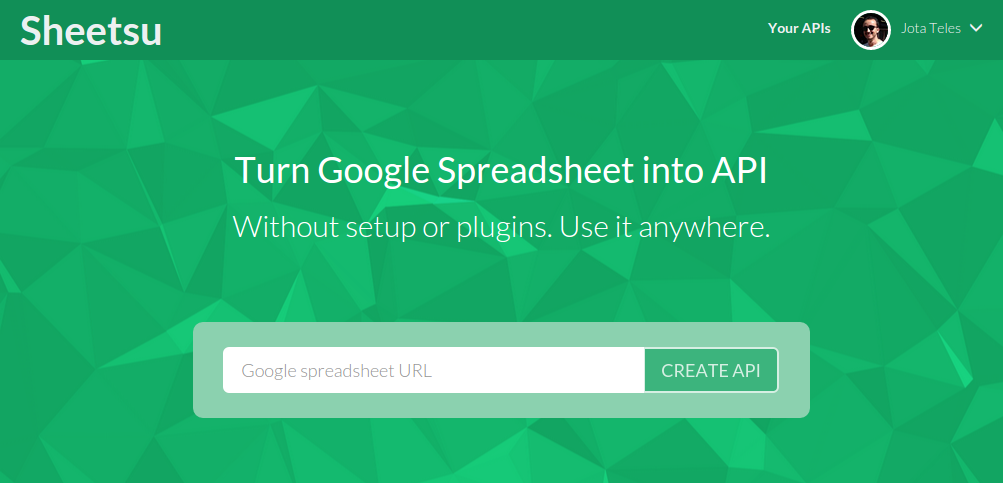 Sheetsu
Your APIs
Jota Teles
Turn Google Spreadsheet into API
Without setup or plugins. Use it anywhere.
Google spreadsheet URL
CREATE API